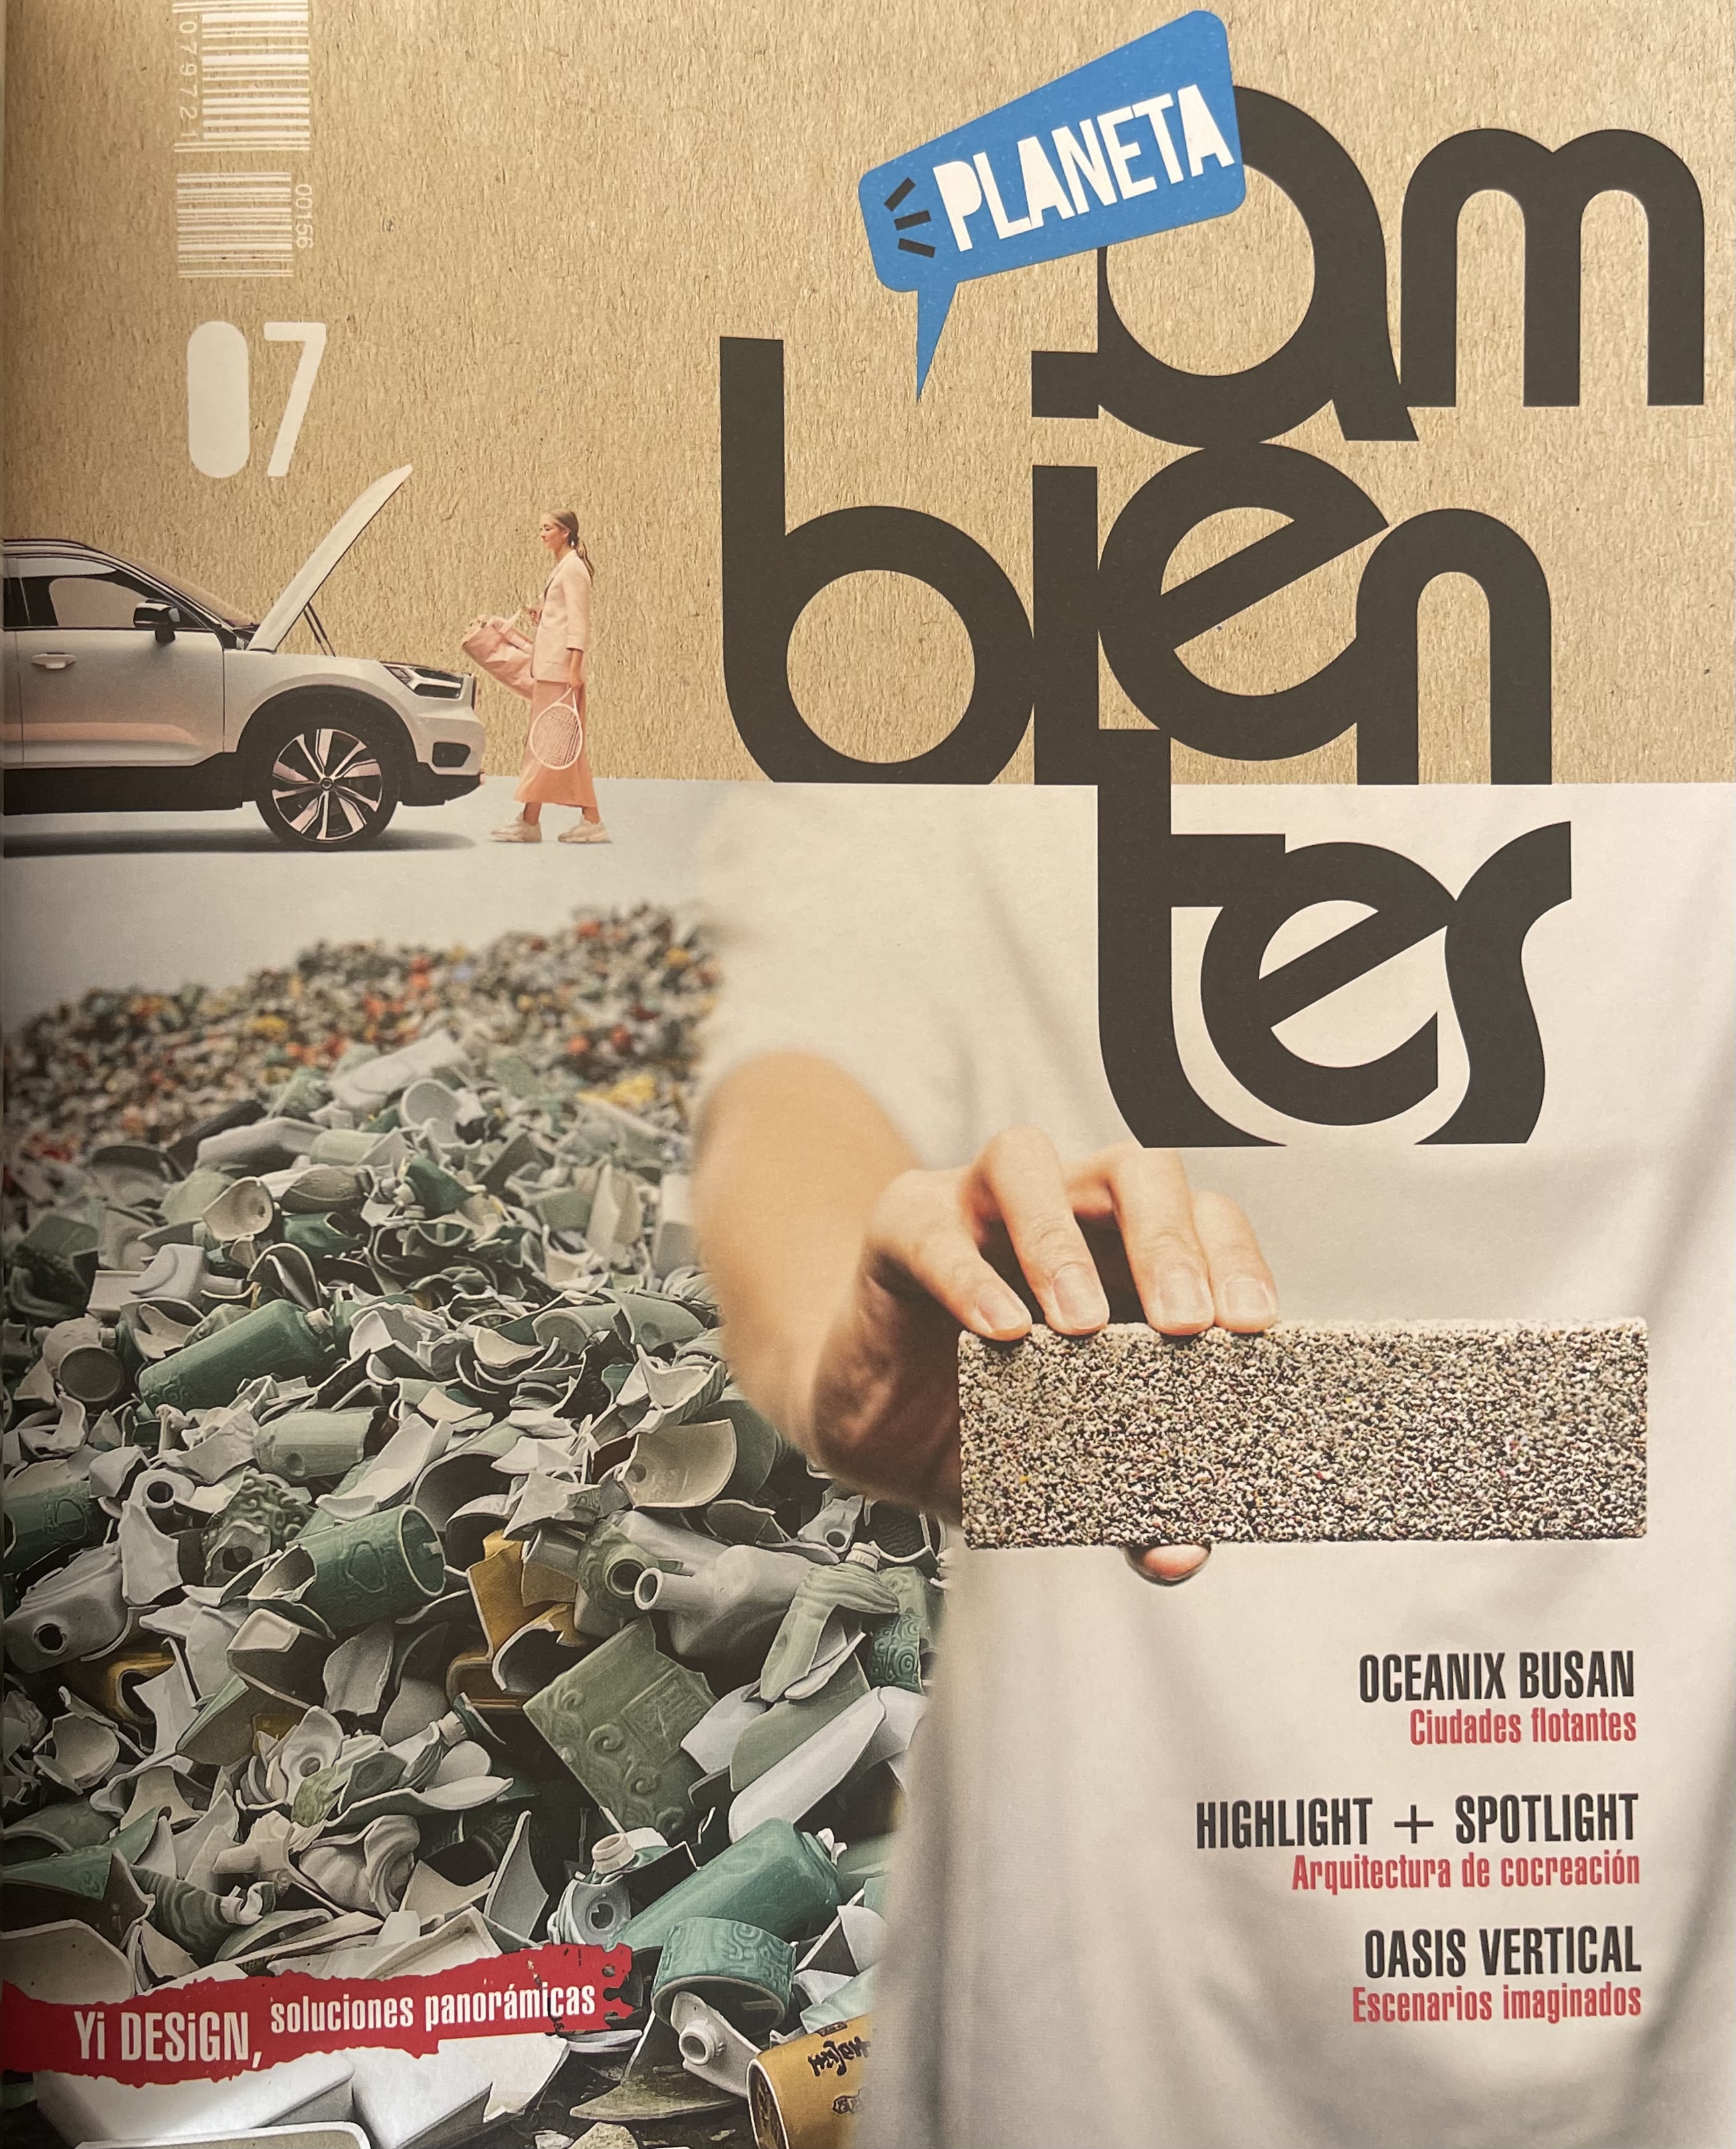 079721
00156
07
PLANETA
am
bien
tes
OCEANIX BUSAN
Ciudades flotantes
HIGHLIGHT + SPOTLIGHT
Arquitectura de cocreación
OASIS VERTICAL
Escenarios imaginados
Yi DESiGN, soluciones panorámicas